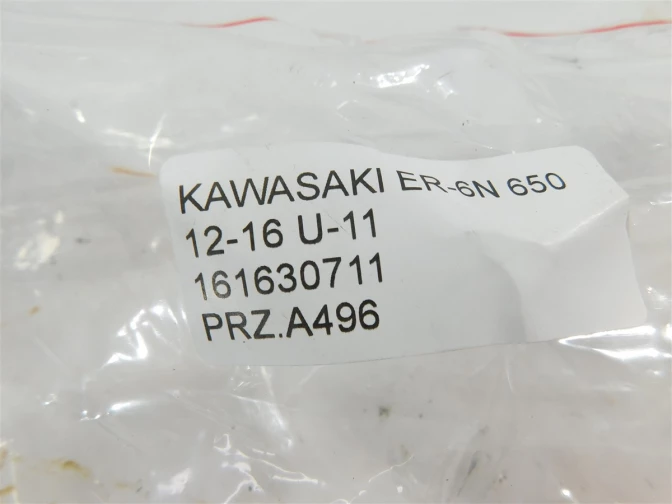 KAWASAKI ER-6N 650
12-16 U-11
161630711
PRZ.A496